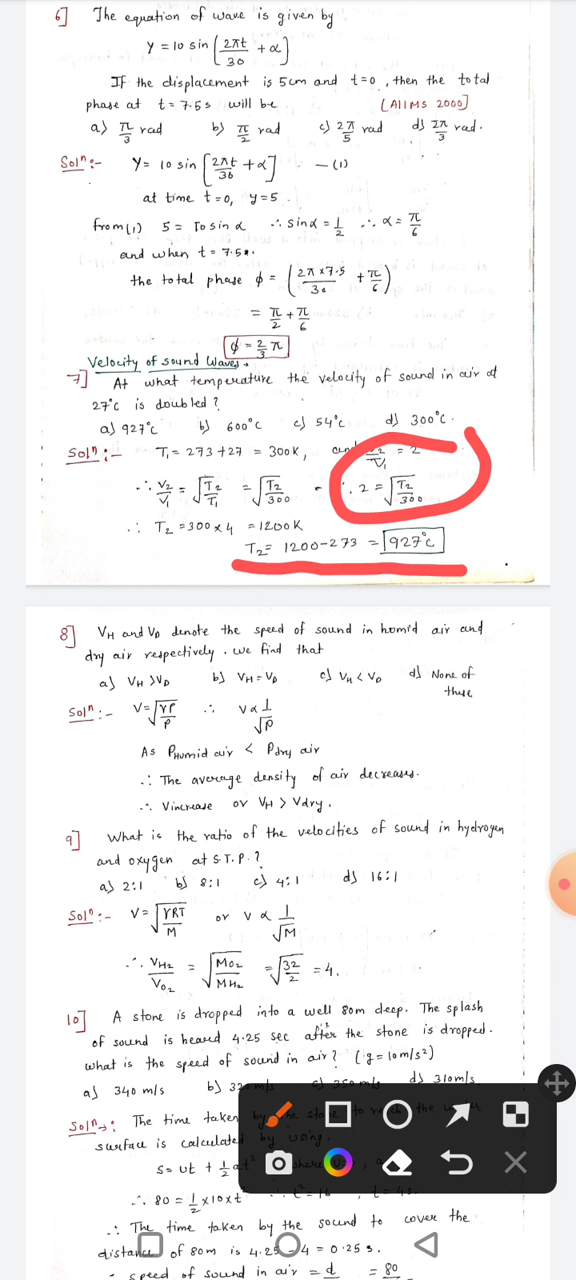 6] The equation of wave is given by
y = 10 sin [2πt/30 + α]
If the displacement is 5cm and t=0, then the total
phase at t = 7.5s will be [AIIMS 2000]
a) π/3 rad b) π/2 rad c) 2π/5 rad d) 2π/3 rad.
Solⁿ:- Y= 10 sin [2πt/30 + α] —(1)
at time t=0, y=5.
from(1) 5 = 10 sin α ∴ sinα = 1/2 ∴ α = π/6
and when t = 7.5s.
the total phase ϕ = (2π×7.5/30 + π/6)
= π/2 + π/6
ϕ = 2/3 π
Velocity of sound Waves→
7] At what temperature the velocity of sound in air at
27°c is doubled?
a) 927°c b) 600°c c) 54°c d) 300°c.
Solⁿ:- T₁ = 273+27 = 300K, and V₂/V₁ = 2
∴ V₂/V₁ = √T₂/T₁ = √T₂/300 ∴ 2 = √T₂/300
∴ T₂ = 300×4 = 1200K
T₂ = 1200-273 = 927°c
8] VH and VD denote the speed of sound in humid air and
dry air respectively. we find that
a) VH >VD b) VH = VD c) VH < VD d) None of
these
Solⁿ:- V= √γP/ρ ∴ V α 1/√ρ
As ρHumid air < ρdry air
∴ The average density of air decreases.
∴ Vincrease or VH > Vdry.
9] What is the ratio of the velocities of sound in hydrogen
and oxygen at S.T.P.?
a) 2:1 b) 8:1 c) 4:1 d) 16:1
Solⁿ:- V= √γRT/M or V α 1/√M
∴ VH₂/VO₂ = √MO₂/MH₂ = √32/2 = 4.
10] A stone is dropped into a well 80m deep. The splash
of sound is heard 4.25 sec after the stone is dropped.
what is the speed of sound in air? (g=10m/s²)
a) 340 m/s b) 32 m/s d) 310m/s
Solⁿ→: The time taken
surface is calculated
s= ut + 1/2 at²
∴ 80 = 1/2 ×10×t²
∴ The time taken by the sound to cover the
distance of 80m is 4.25 - 4 = 0.25 s.
speed of sound in air = d = 80